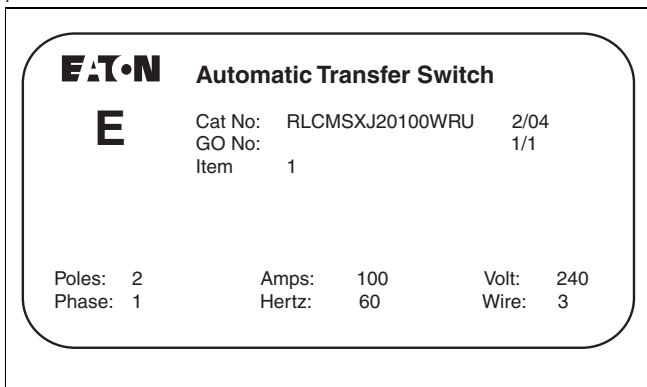 EATON Automatic Transfer Switch
E
Cat No: RLCMSXJ20100WRU 2/04
GO No: 1/1
Item 1
Poles: 2 Amps: 100 Volt: 240
Phase: 1 Hertz: 60 Wire: 3